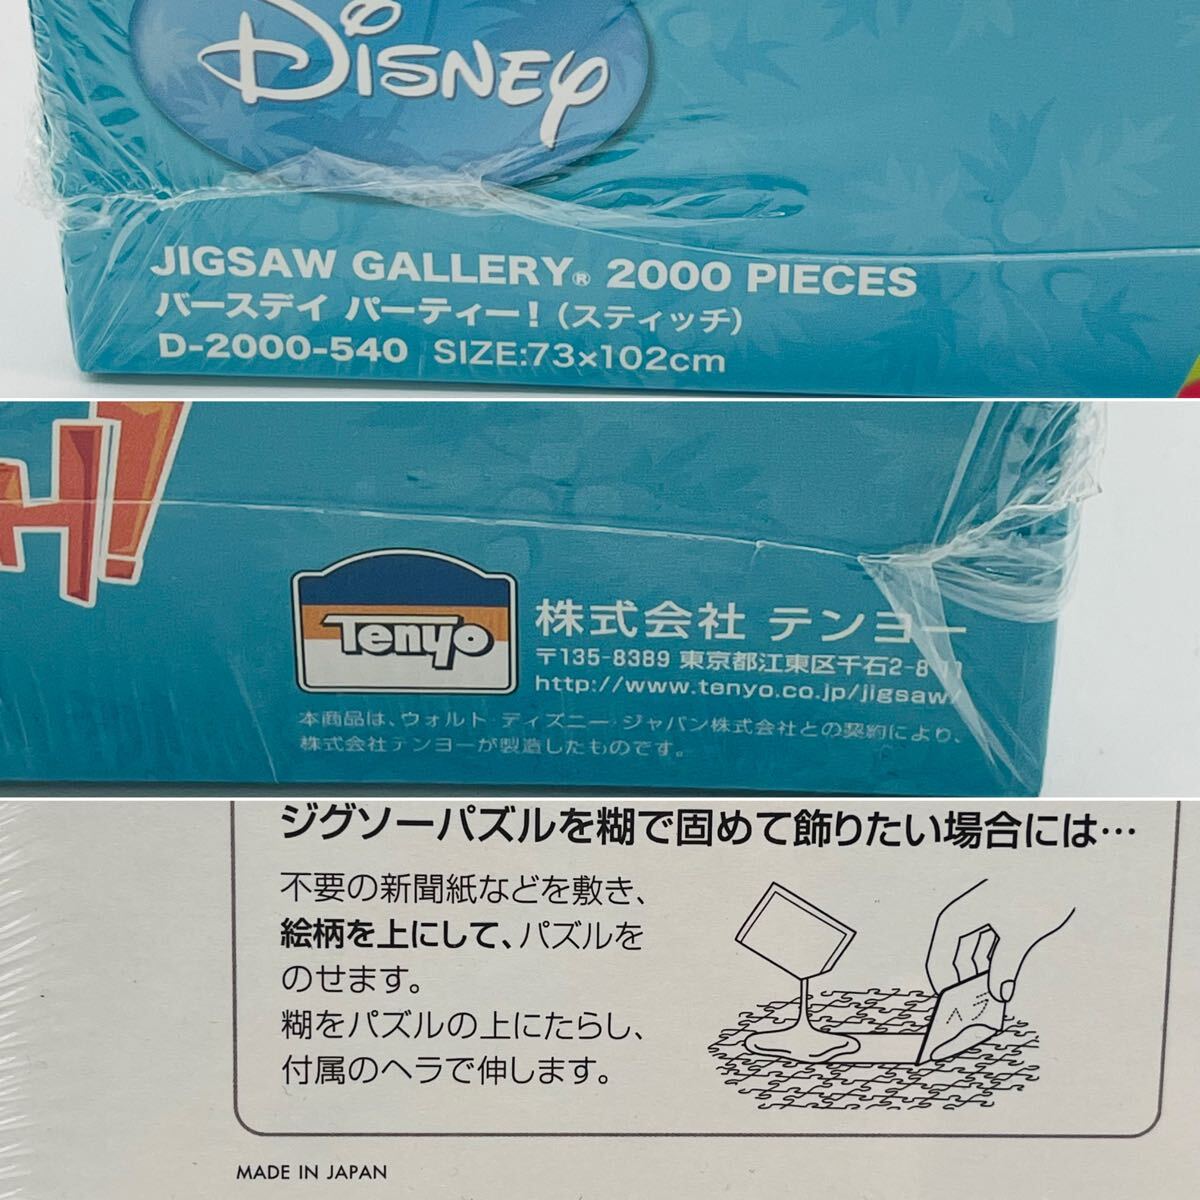 Disney
JIGSAW GALLERY® 2000 PIECES
バースデイ パーティー!(スティッチ)
D-2000-540 SIZE:73×102cm
H!
Tenyo
株式会社 テンヨー
〒135-8389 東京都江東区千石2-8-
http://www.tenyo.co.jp/jigsaw/
本商品は、ウォルト・ディズニー・ジャパン株式会社との契約により、
株式会社テンヨーが製造したものです。
ジグソーパズルを糊で固めて飾りたい場合には…
不要の新聞紙などを敷き、
絵柄を上にして、パズルを
のせます。
糊をパズルの上にたらし、
付属のヘラで伸します。
ヘラ
MADE IN JAPAN